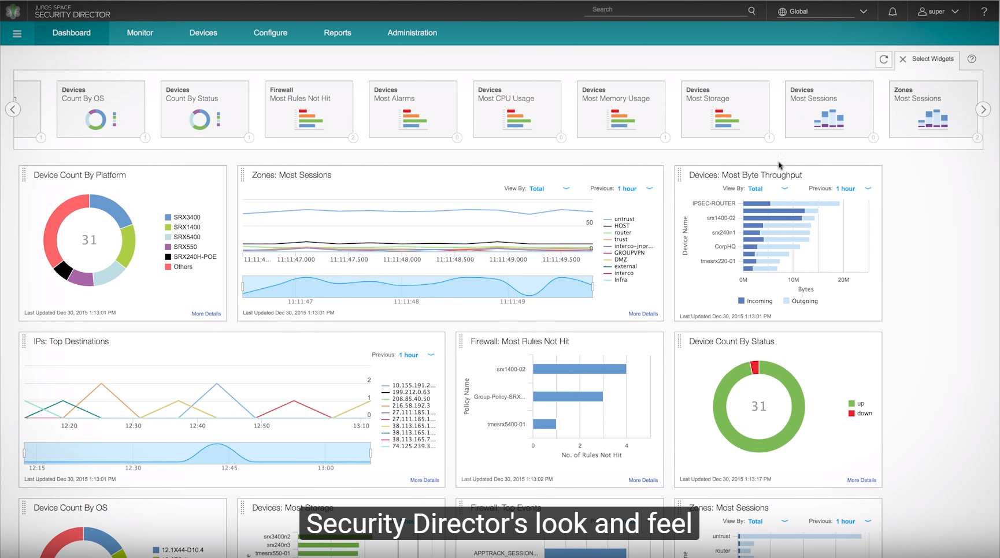 JUNOS SPACE
SECURITY DIRECTOR
Search
Global
super
?
Dashboard
Monitor
Devices
Configure
Reports
Administration
Select Widgets
?
Devices
Count By OS
1
Devices
Count By Status
1
Firewall
Most Rules Not Hit
2
Devices
Most Alarms
0
Devices
Most CPU Usage
0
Devices
Most Memory Usage
1
Devices
Most Storage
1
Devices
Most Sessions
0
Zones
Most Sessions
2
1
Device Count By Platform
31
SRX3400
SRX1400
SRX5400
SRX550
SRX240H-POE
Others
Last Updated Dec 30, 2015 1:13:01 PM
More Details
Zones: Most Sessions
View By: Total
Previous: 1 hour
50
0
11:11:4...
11:11:47.000
11:11:47.500
11:11:48.000
11:11:48.500
11:11:49.000
11:11:49.500
11:11:47
11:11:48
11:11:49
untrust
HOST
router
trust
interco-jnpr...
GROUPVPN
DMZ
external
interco
Infra
Last Updated Dec 30, 2015 1:13:01 PM
More Details
Devices: Most Byte Throughput
View By: Total
Previous: 1 hour
Device Name
IPSEC-ROUTER
srx1400-02
srx240n1
CorpHQ
tmesrx220-01
0M
10M
20M
Bytes
Incoming
Outgoing
Last Updated Dec 30, 2015 1:13:01 PM
IPs: Top Destinations
Previous: 1 hour
2
1
0
12:20
12:30
12:40
12:50
13:10
12:15
12:30
12:45
13:00
10.155.191.2...
199.212.0.63
208.85.40.50
216.58.192.3
27.111.185.1...
27.111.185.1...
38.113.165.1...
38.113.165.1...
38.113.165.7...
74.125.239.3...
Last Updated Dec 30, 2015 1:13:01 PM
More Details
Firewall: Most Rules Not Hit
Policy Name
srx1400-02
Group-Policy-SRX...
tmesrx5400-01
0
2
4
No. of Rules Not Hit
Last Updated Dec 30, 2015 1:13:02 PM
More Details
Device Count By Status
31
up
down
Last Updated Dec 30, 2015 1:13:17 PM
More Details
Device Count By OS
12.1X44-D10.4
Devices: Most Storage
srx3400n2
srx240n3
tmesrx550-01
Firewall: Top Events
APPTRACK_SESSION...
Zones: Most Sessions
View By: Total
Previous: 1 hour
untrust
router
Security Director's look and feel